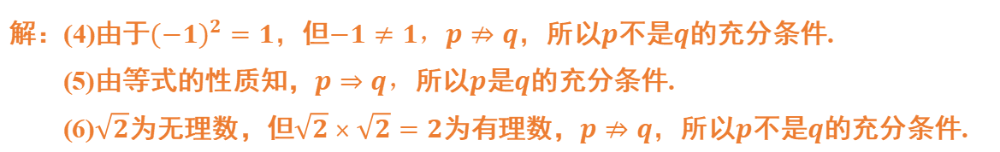 解：(4)由于(−1)² = 1，但−1 ≠ 1，p ⇏ q，所以p不是q的充分条件.
(5)由等式的性质知，p ⇒ q，所以p是q的充分条件.
(6)√2为无理数，但√2 × √2 = 2为有理数，p ⇏ q，所以p不是q的充分条件.